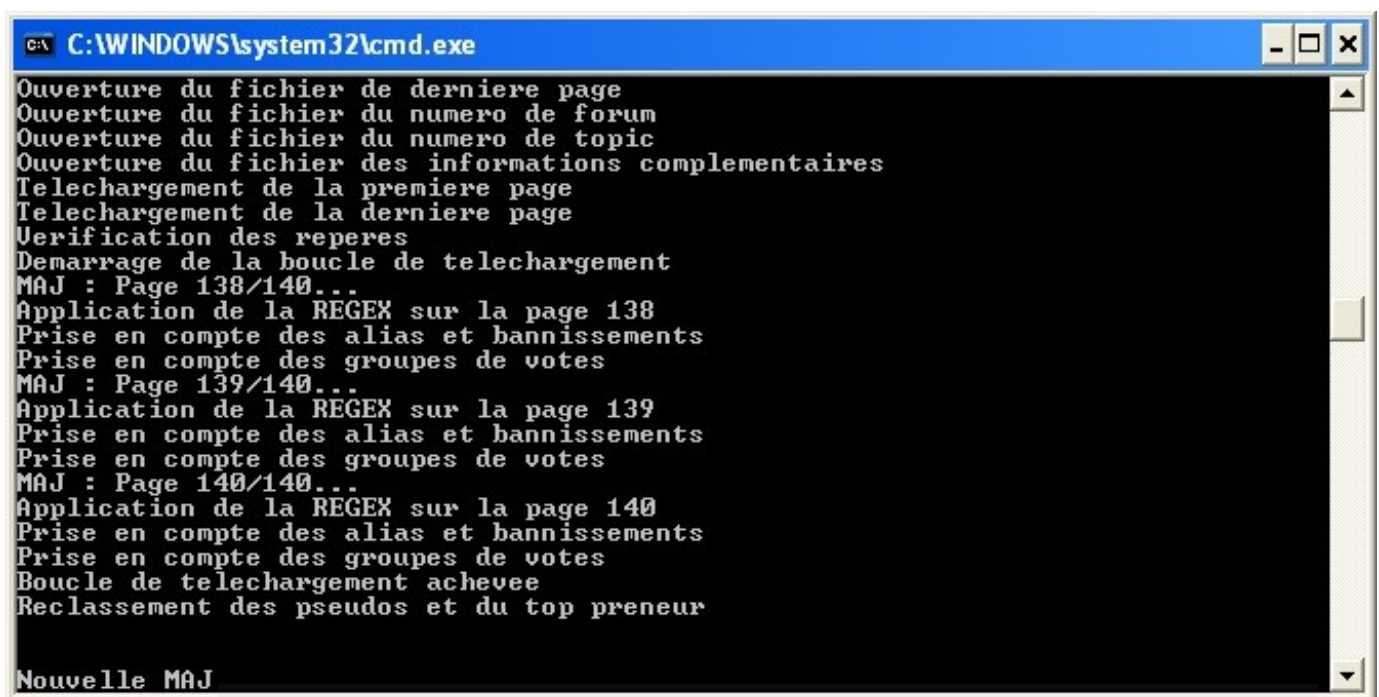 C:\WINDOWS\system32\cmd.exe
Ouverture du fichier de derniere page
Ouverture du fichier du numero de forum
Ouverture du fichier du numero de topic
Ouverture du fichier des informations complementaires
Telechargement de la premiere page
Telechargement de la derniere page
Verification des reperes
Demarrage de la boucle de telechargement
MAJ : Page 138/140...
Application de la REGEX sur la page 138
Prise en compte des alias et bannissements
Prise en compte des groupes de votes
MAJ : Page 139/140...
Application de la REGEX sur la page 139
Prise en compte des alias et bannissements
Prise en compte des groupes de votes
MAJ : Page 140/140...
Application de la REGEX sur la page 140
Prise en compte des alias et bannissements
Prise en compte des groupes de votes
Boucle de telechargement achevee
Reclassement des pseudos et du top preneur
Nouvelle MAJ